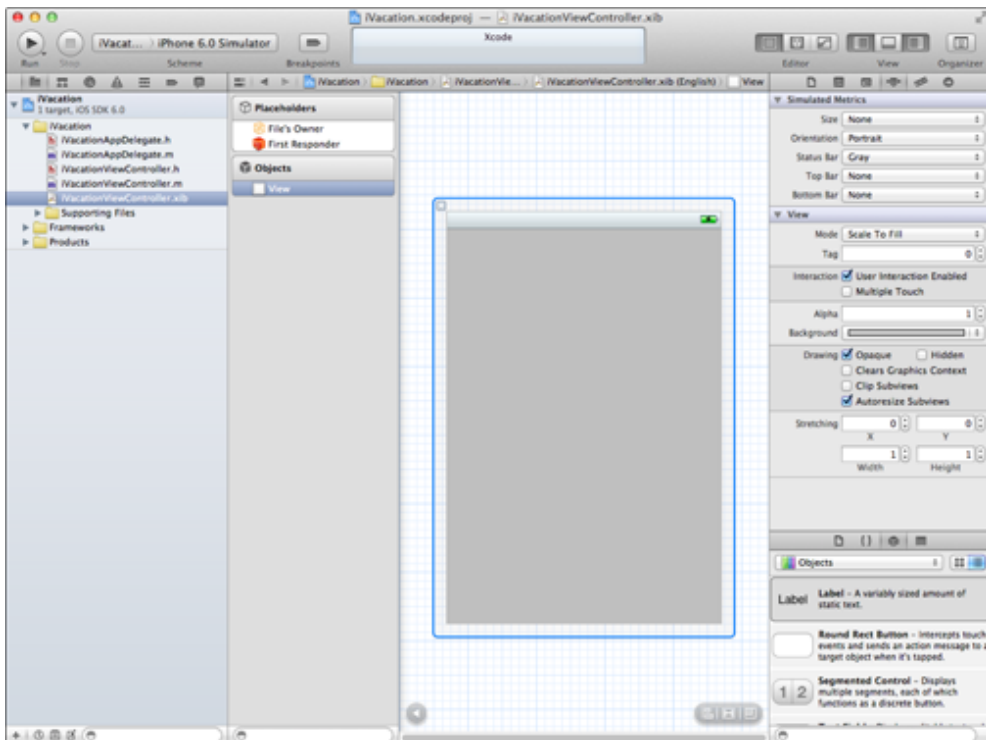 iVacation.xcodeproj — iVacationViewController.xib
Run
Stop
iVacat...
iPhone 6.0 Simulator
Scheme
Breakpoints
Xcode
Editor
View
Organizer
iVacation
1 target, iOS SDK 6.0
iVacation
iVacationAppDelegate.h
iVacationAppDelegate.m
iVacationViewController.h
iVacationViewController.m
iVacationViewController.xib
Supporting Files
Frameworks
Products
iVacation
iVacation
iVacationVie...
iVacationViewController.xib (English)
View
Placeholders
File's Owner
First Responder
Objects
View
Simulated Metrics
Size None
Orientation Portrait
Status Bar Gray
Top Bar None
Bottom Bar None
View
Mode Scale To Fill
Tag 0
Interaction User Interaction Enabled
Multiple Touch
Alpha 1
Background
Drawing Opaque Hidden
Clears Graphics Context
Clip Subviews
Autoresize Subviews
Stretching 0 0
X Y
1 1
Width Height
Objects
Label
Label - A variably sized amount of
static text.
Round Rect Button - Intercepts touch
events and sends an action message to a
target object when it's tapped.
1 2
Segmented Control - Displays
multiple segments, each of which
functions as a discrete button.